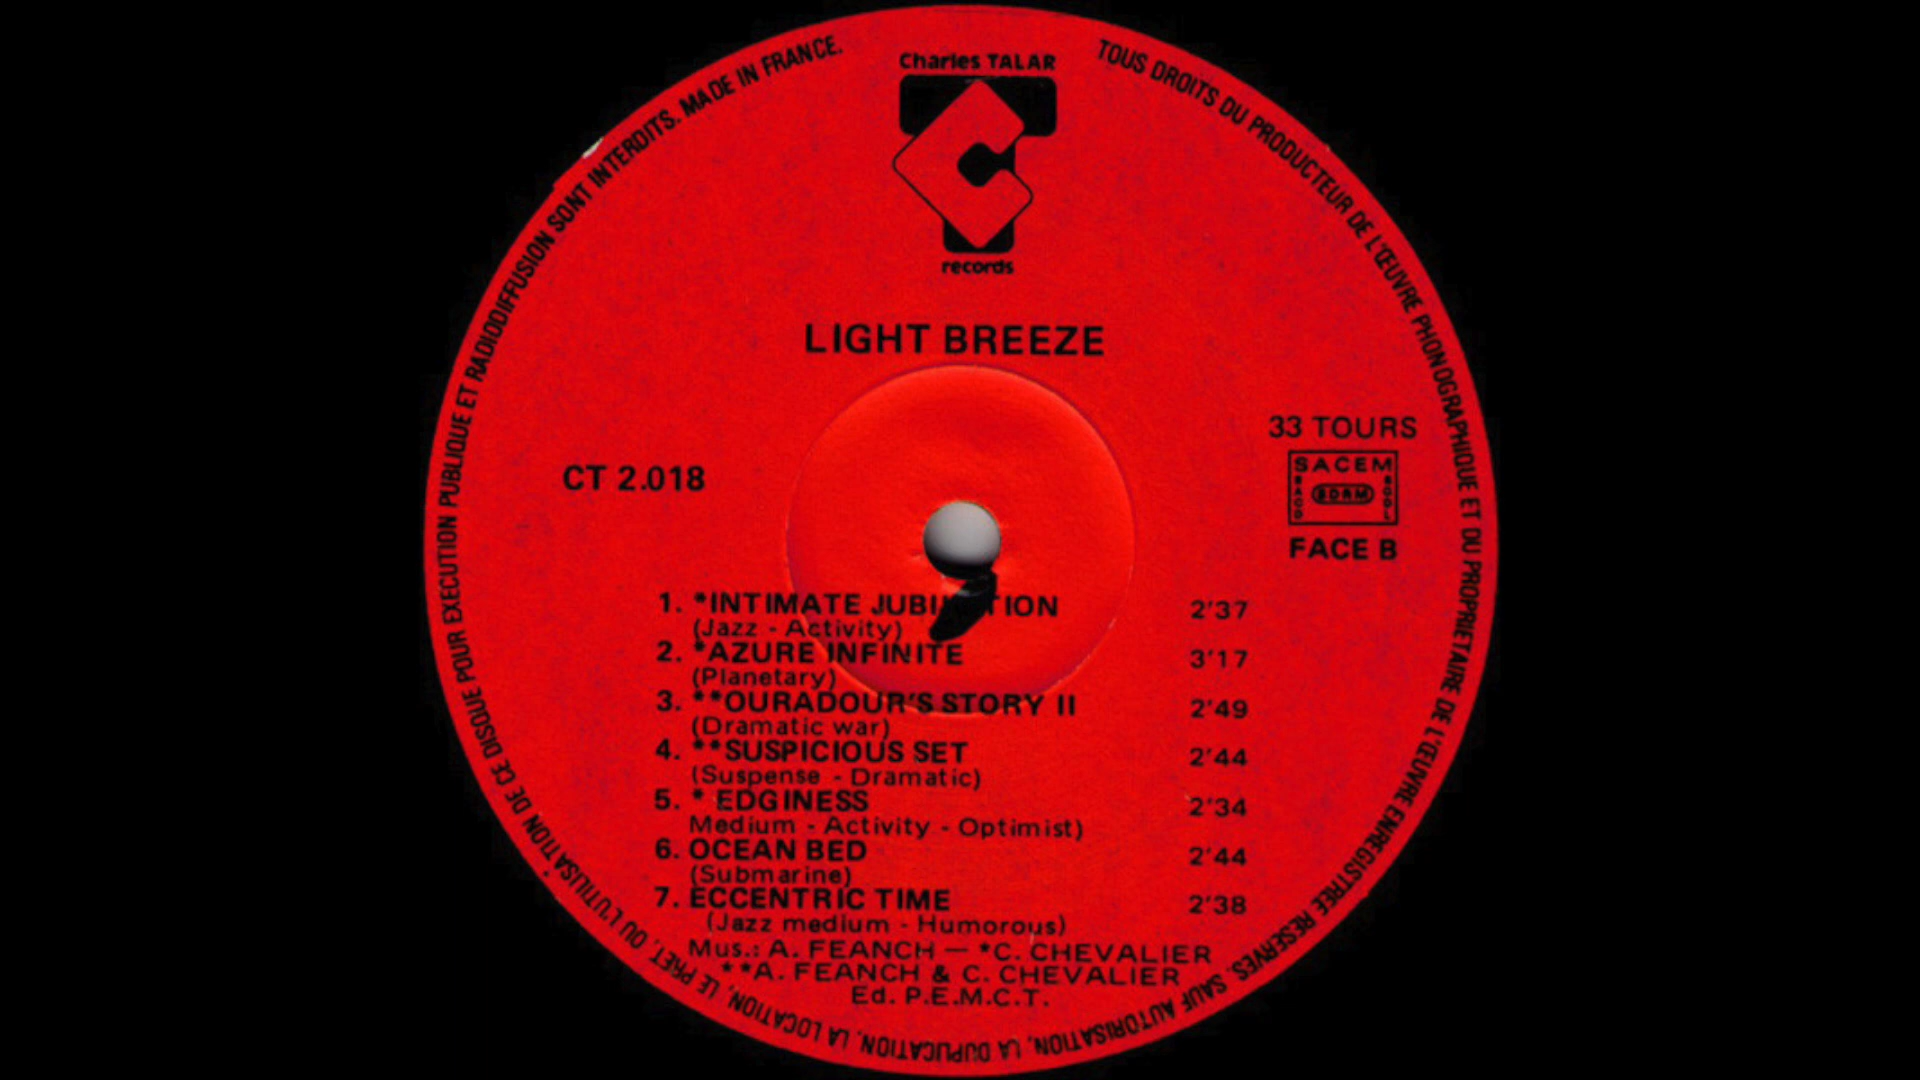 Charles TALAR
records
TOUS DROITS DU PRODUCTEUR DE L'ŒUVRE PHONOGRAPHIQUE ET DU PROPRIETAIRE DE L'ŒUVRE ENREGISTREE RESERVES. SAUF AUTORISATION, LA DUPLICATION, LA LOCATION, LE PRET, OU L'UTILISATION DE CE DISQUE POUR EXECUTION PUBLIQUE ET RADIODIFFUSION SONT INTERDITS. MADE IN FRANCE.
LIGHT BREEZE
CT 2.018
33 TOURS
SACEM
SACD SDRM SGDL
FACE B
1. *INTIMATE TION 2'37
(Jazz - Activity)
2. *AZURE INFINITE 3'17
(Planetary)
3. **OURADOUR'S STORY II 2'49
(Dramatic war)
4. **SUSPICIOUS SET 2'44
(Suspense - Dramatic)
5. * EDGINESS 2'34
Medium - Activity - Optimist)
6. OCEAN BED 2'44
(Submarine)
7. ECCENTRIC TIME 2'38
(Jazz medium - Humorous)
Mus.: A. FEANCH — *C. CHEVALIER
**A. FEANCH & C. CHEVALIER
Ed. P.E.M.C.T.